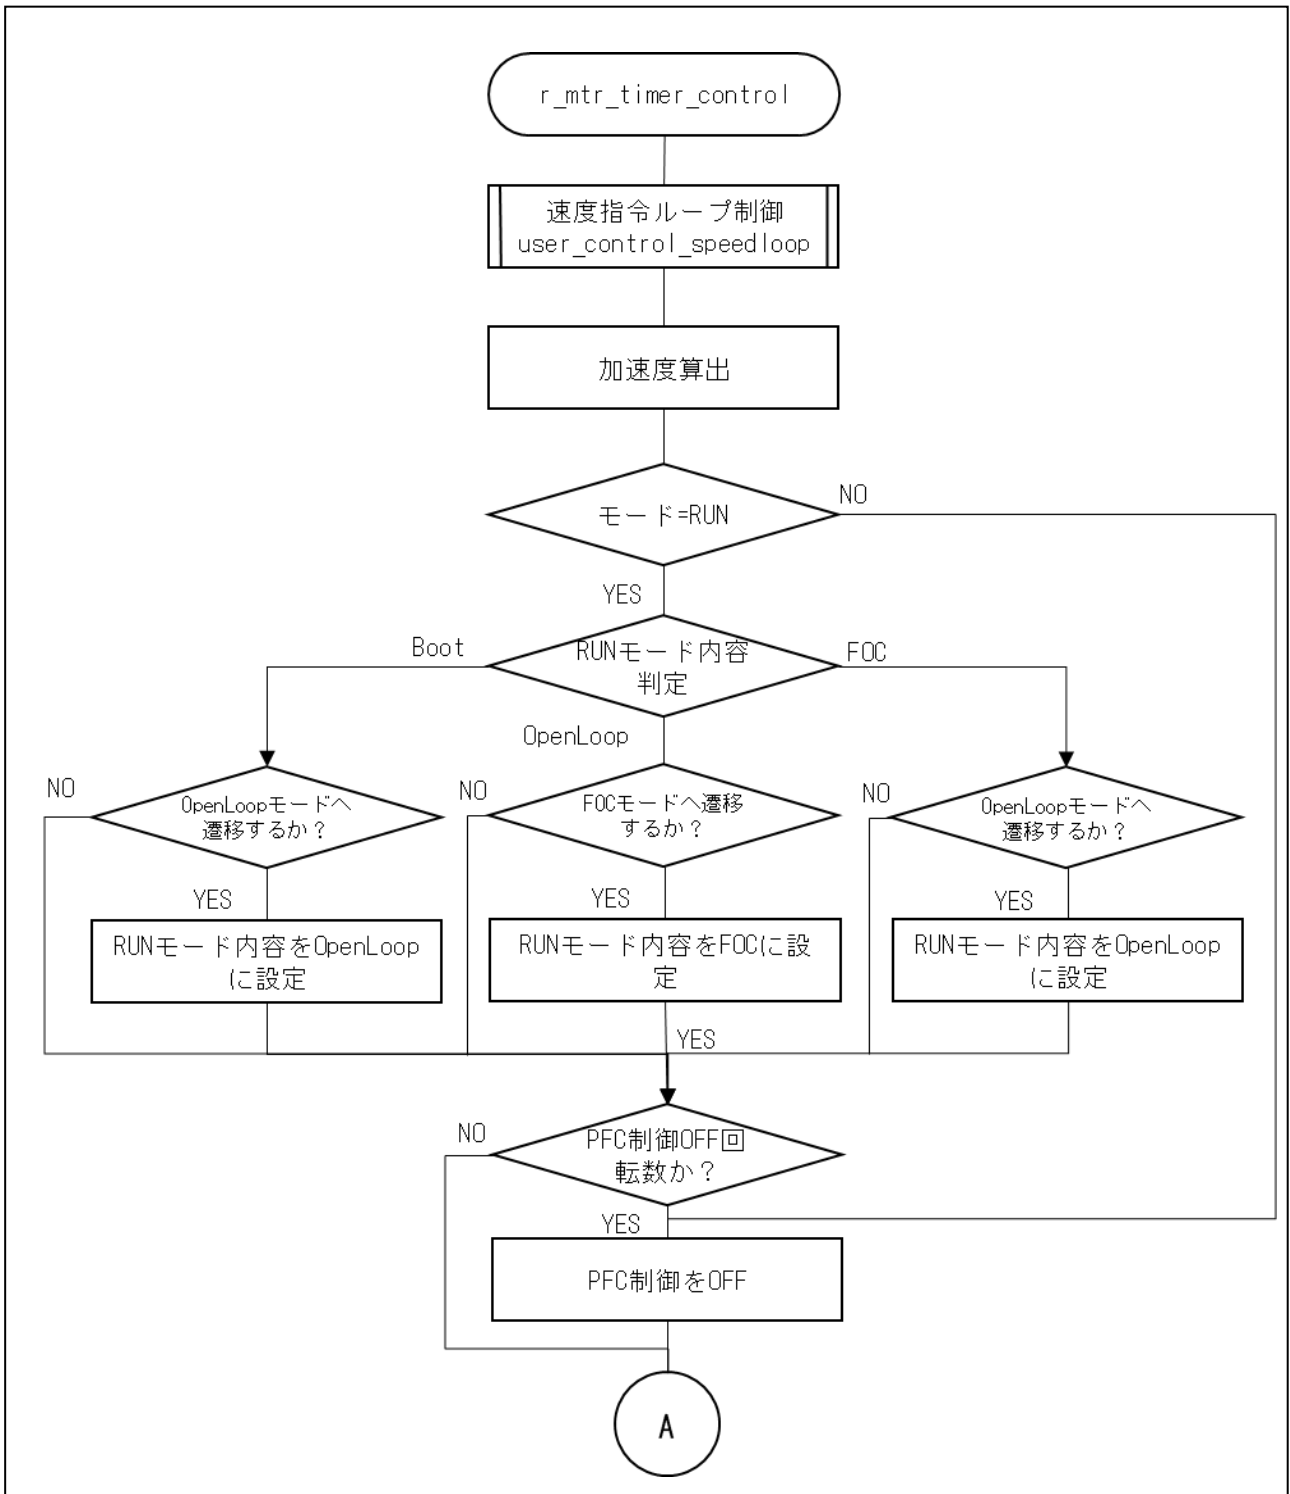 r_mtr_timer_control
速度指令ループ制御
user_control_speedloop
加速度算出
モード=RUN
NO
YES
RUNモード内容
判定
Boot
FOC
OpenLoop
NO
OpenLoopモードへ
遷移するか？
NO
FOCモードへ遷移
するか？
NO
OpenLoopモードへ
遷移するか？
YES
YES
YES
RUNモード内容をOpenLoop
に設定
RUNモード内容をFOCに設
定
RUNモード内容をOpenLoop
に設定
YES
NO
PFC制御OFF回
転数か？
YES
PFC制御をOFF
A